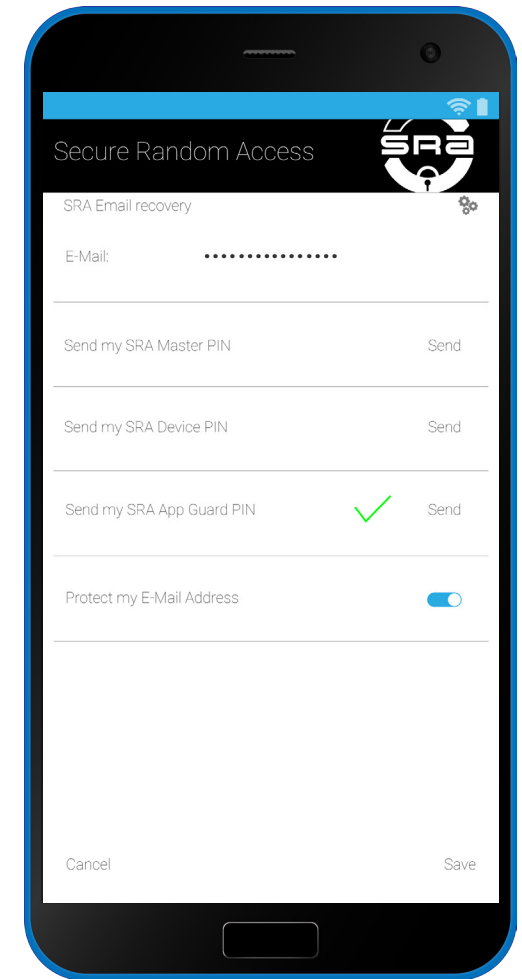 Secure Random Access
SRA
SRA Email recovery
E-Mail: ••••••••••••••••
Send my SRA Master PIN Send
Send my SRA Device PIN Send
Send my SRA App Guard PIN Send
Protect my E-Mail Address
Cancel Save